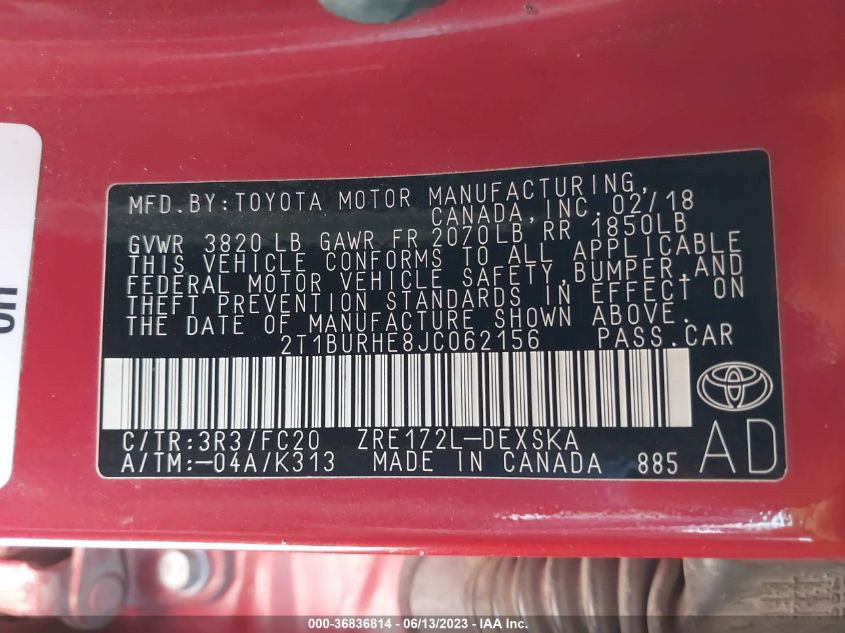 MFD.BY:TOYOTA MOTOR MANUFACTURING,
CANADA,INC. 02/18
GVWR 3820 LB GAWR FR 2070LB RR 1850LB
THIS VEHICLE CONFORMS TO ALL APPLICABLE
FEDERAL MOTOR VEHICLE SAFETY,BUMPER,AND
THEFT PREVENTION STANDARDS IN EFFECT ON
THE DATE OF MANUFACTURE SHOWN ABOVE.
2T1BURHE8JC062156 PASS.CAR
C/TR:3R3/FC20 ZRE172L-DEXSKA
A/TM:-04A/K313 MADE IN CANADA 885 AD
000-36836814 - 06/13/2023 - IAA Inc.